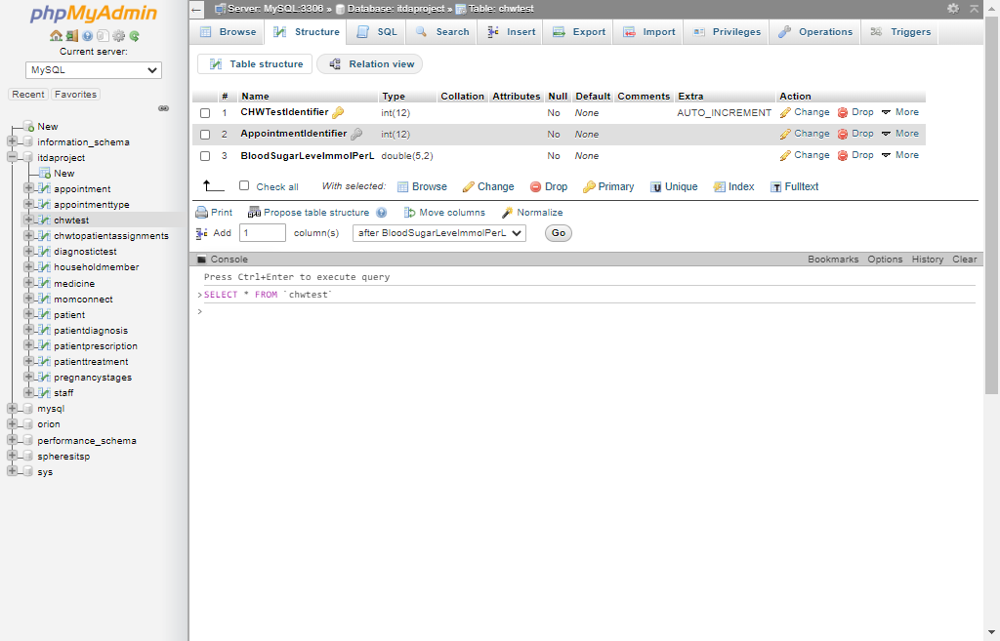 phpMyAdmin
Current server:
MySQL
Recent Favorites
New
information_schema
itdaproject
New
appointment
appointmenttype
chwtest
chwtopatientassignments
diagnostictest
householdmember
medicine
momconnect
patient
patientdiagnosis
patientprescription
patienttreatment
pregnancystages
staff
mysql
orion
performance_schema
spheresitsp
sys
Server: MySQL:3306 » Database: itdaproject » Table: chwtest
Browse Structure SQL Search Insert Export Import Privileges Operations Triggers
Table structure Relation view
# Name Type Collation Attributes Null Default Comments Extra Action
1 CHWTestIdentifier int(12) No None AUTO_INCREMENT Change Drop More
2 AppointmentIdentifier int(12) No None Change Drop More
3 BloodSugarLevelmmolPerL double(5,2) No None Change Drop More
Check all With selected: Browse Change Drop Primary Unique Index Fulltext
Print Propose table structure Move columns Normalize
Add 1 column(s) after BloodSugarLevelmmolPerL Go
Console Bookmarks Options History Clear
Press Ctrl+Enter to execute query
>SELECT * FROM `chwtest`
>